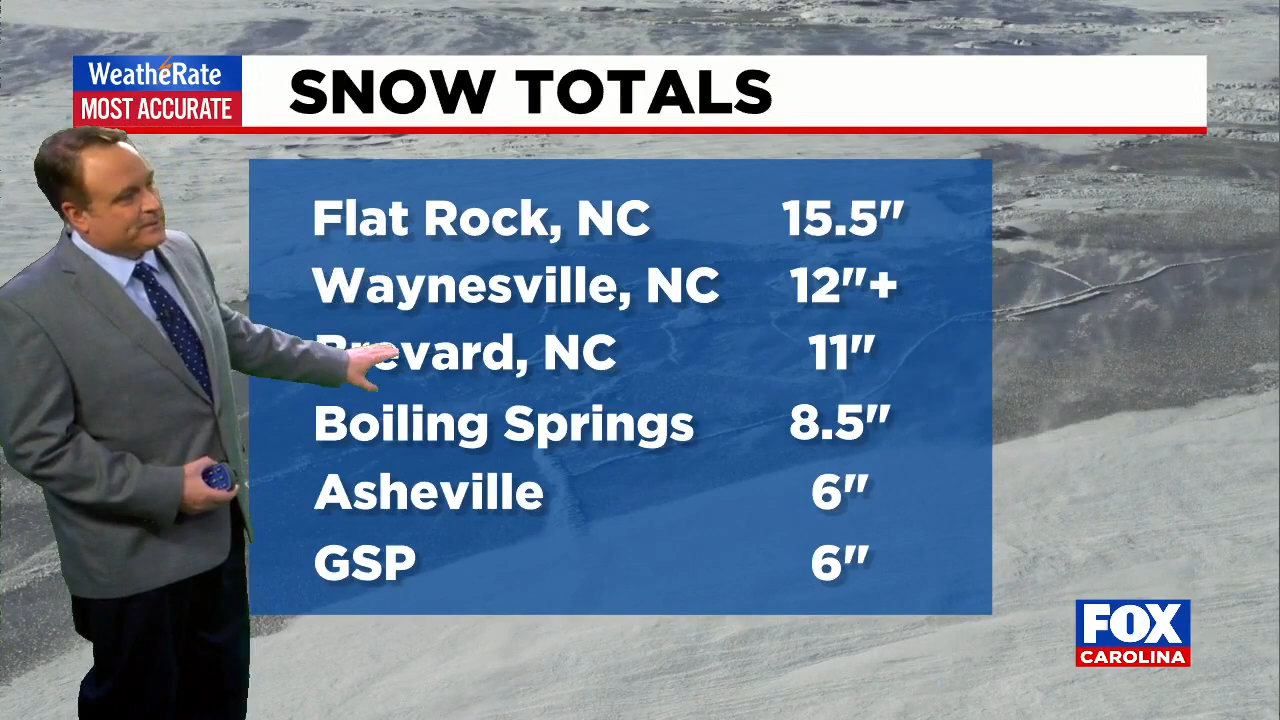 WeatheRate
MOST ACCURATE
SNOW TOTALS
Flat Rock, NC 15.5"
Waynesville, NC 12"+
Brevard, NC 11"
Boiling Springs 8.5"
Asheville 6"
GSP 6"
FOX
CAROLINA